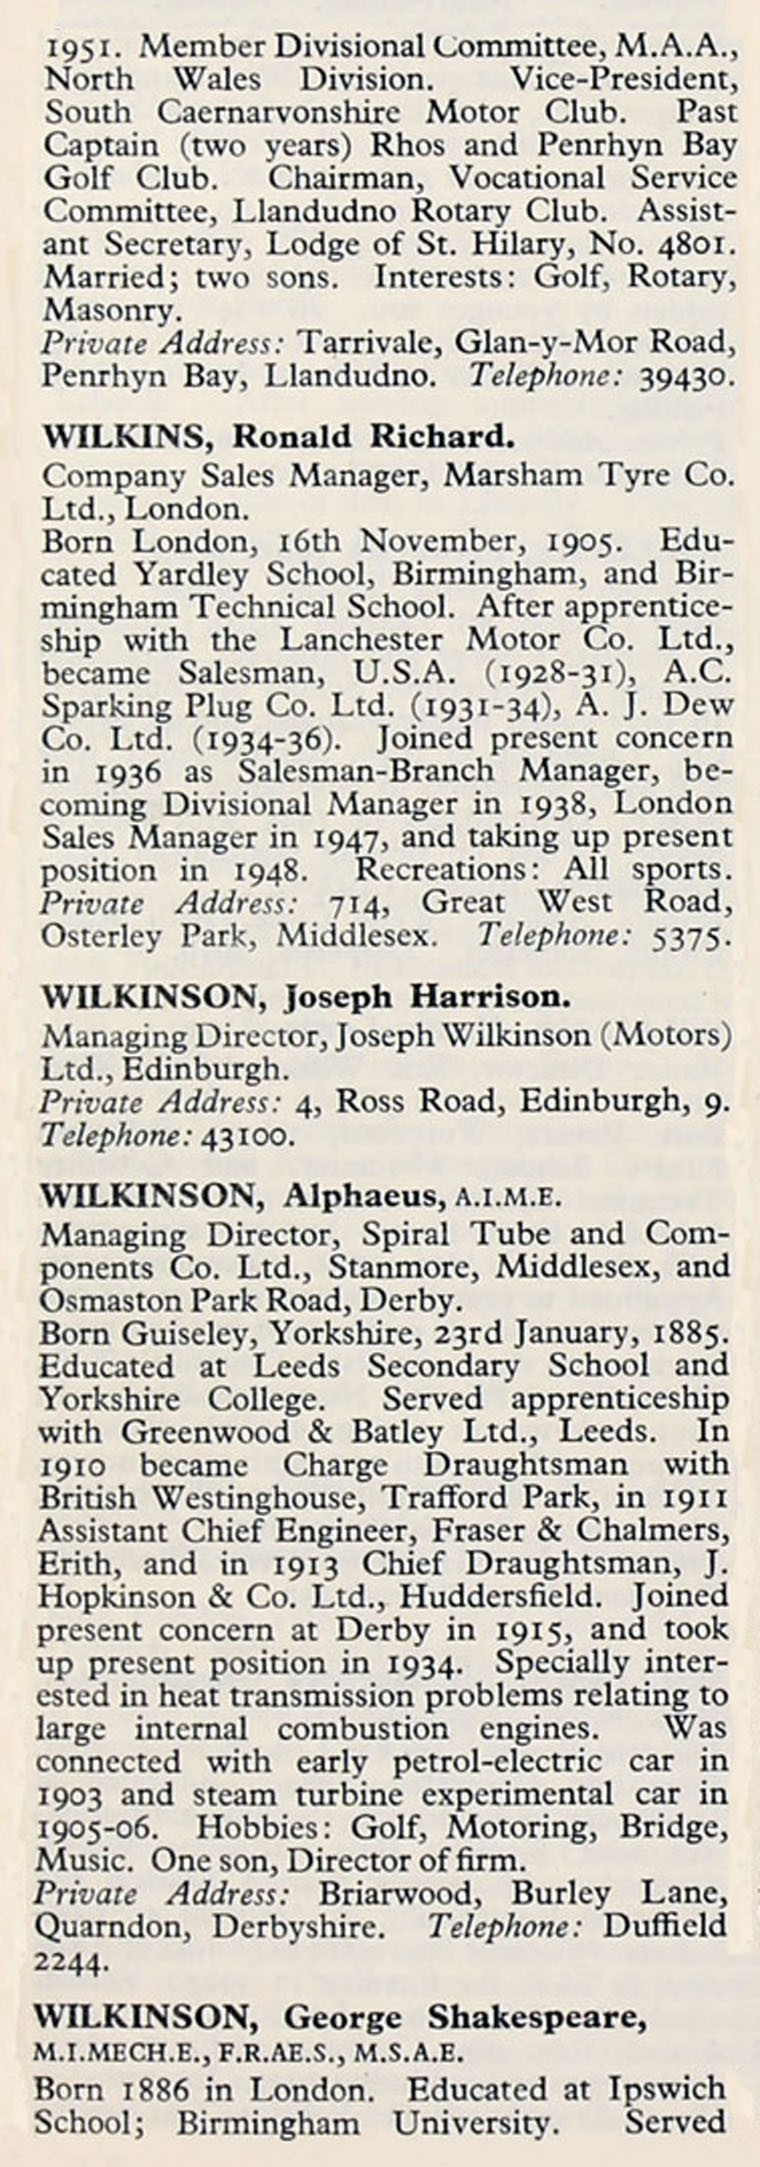 1951. Member Divisional Committee, M.A.A.,
North Wales Division. Vice-President,
South Caernarvonshire Motor Club. Past
Captain (two years) Rhos and Penrhyn Bay
Golf Club. Chairman, Vocational Service
Committee, Llandudno Rotary Club. Assist-
ant Secretary, Lodge of St. Hilary, No. 4801.
Married; two sons. Interests: Golf, Rotary,
Masonry.
Private Address: Tarrivale, Glan-y-Mor Road,
Penrhyn Bay, Llandudno. Telephone: 39430.
WILKINS, Ronald Richard.
Company Sales Manager, Marsham Tyre Co.
Ltd., London.
Born London, 16th November, 1905. Edu-
cated Yardley School, Birmingham, and Bir-
mingham Technical School. After apprentice-
ship with the Lanchester Motor Co. Ltd.,
became Salesman, U.S.A. (1928-31), A.C.
Sparking Plug Co. Ltd. (1931-34), A. J. Dew
Co. Ltd. (1934-36). Joined present concern
in 1936 as Salesman-Branch Manager, be-
coming Divisional Manager in 1938, London
Sales Manager in 1947, and taking up present
position in 1948. Recreations: All sports.
Private Address: 714, Great West Road,
Osterley Park, Middlesex. Telephone: 5375.
WILKINSON, Joseph Harrison.
Managing Director, Joseph Wilkinson (Motors)
Ltd., Edinburgh.
Private Address: 4, Ross Road, Edinburgh, 9.
Telephone: 43100.
WILKINSON, Alphaeus, A.I.M.E.
Managing Director, Spiral Tube and Com-
ponents Co. Ltd., Stanmore, Middlesex, and
Osmaston Park Road, Derby.
Born Guiseley, Yorkshire, 23rd January, 1885.
Educated at Leeds Secondary School and
Yorkshire College. Served apprenticeship
with Greenwood & Batley Ltd., Leeds. In
1910 became Charge Draughtsman with
British Westinghouse, Trafford Park, in 1911
Assistant Chief Engineer, Fraser & Chalmers,
Erith, and in 1913 Chief Draughtsman, J.
Hopkinson & Co. Ltd., Huddersfield. Joined
present concern at Derby in 1915, and took
up present position in 1934. Specially inter-
ested in heat transmission problems relating to
large internal combustion engines. Was
connected with early petrol-electric car in
1903 and steam turbine experimental car in
1905-06. Hobbies: Golf, Motoring, Bridge,
Music. One son, Director of firm.
Private Address: Briarwood, Burley Lane,
Quarndon, Derbyshire. Telephone: Duffield
2244.
WILKINSON, George Shakespeare,
M.I.MECH.E., F.R.AE.S., M.S.A.E.
Born 1886 in London. Educated at Ipswich
School; Birmingham University. Served